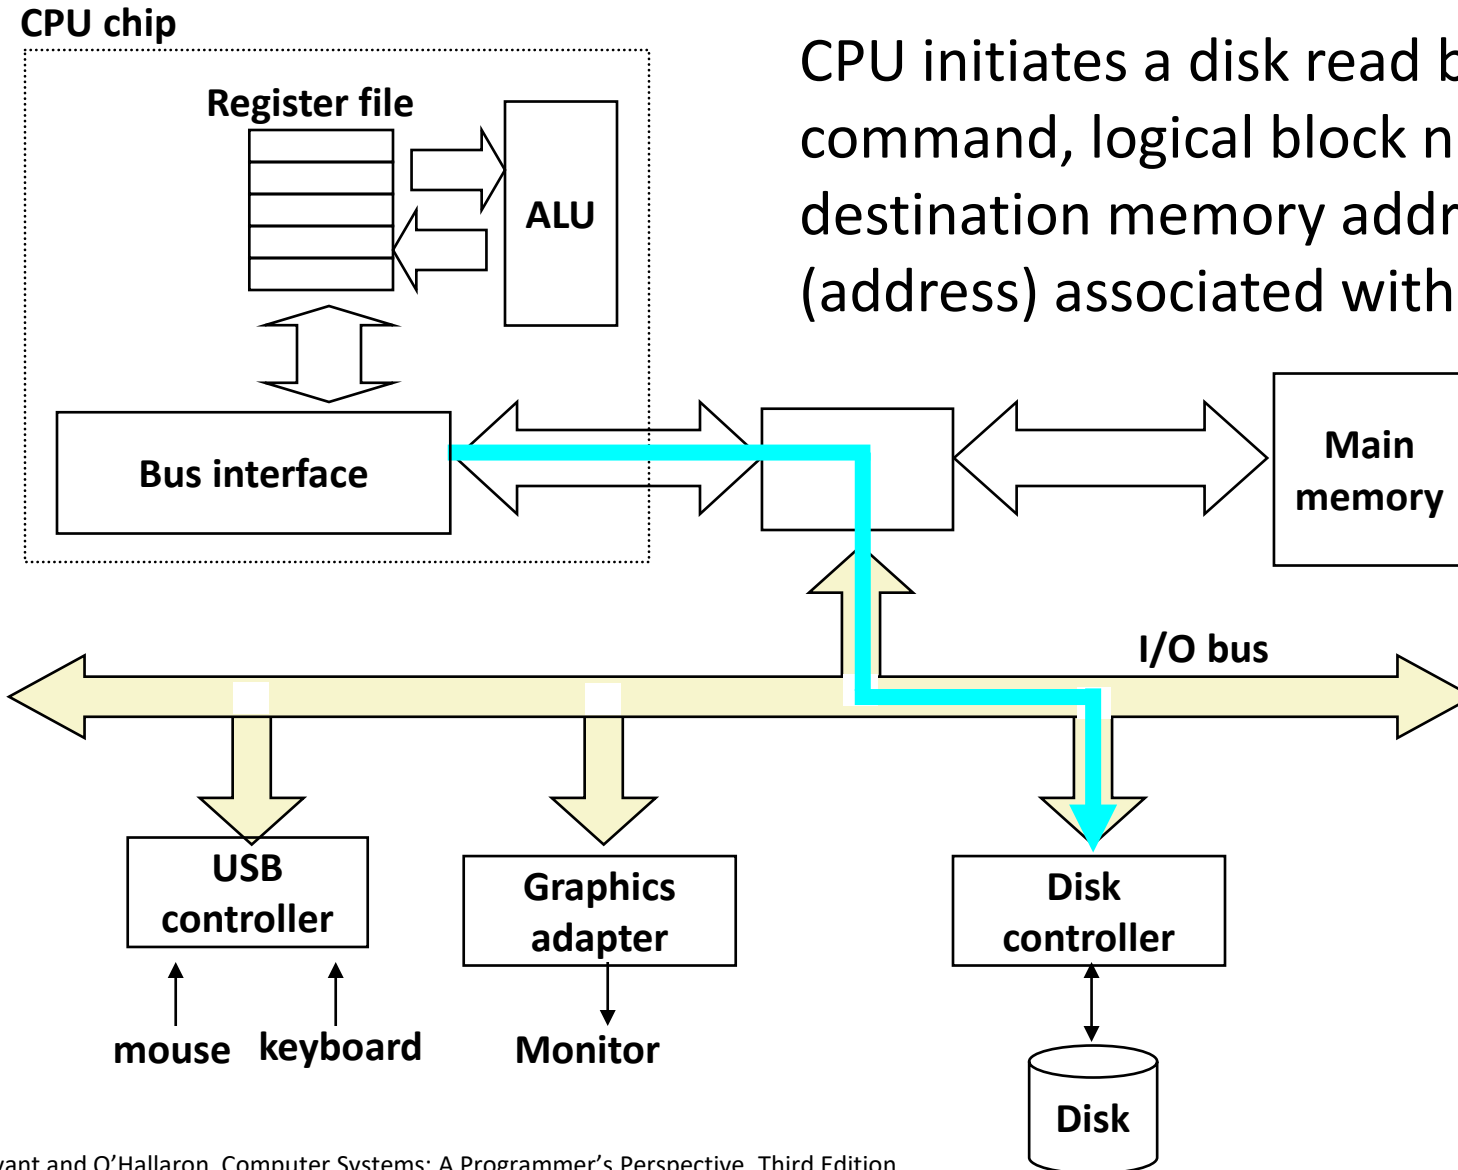 CPU chip
CPU initiates a disk read
command, logical block
destination memory
(address) associated with
Register file
ALU
Bus interface
Main
memory
I/O bus
USB
controller
Graphics
adapter
Disk
controller
mouse
keyboard
Monitor
Disk
and O'Hallaron, Computer Systems: A Programmer's Perspective, Third Edition